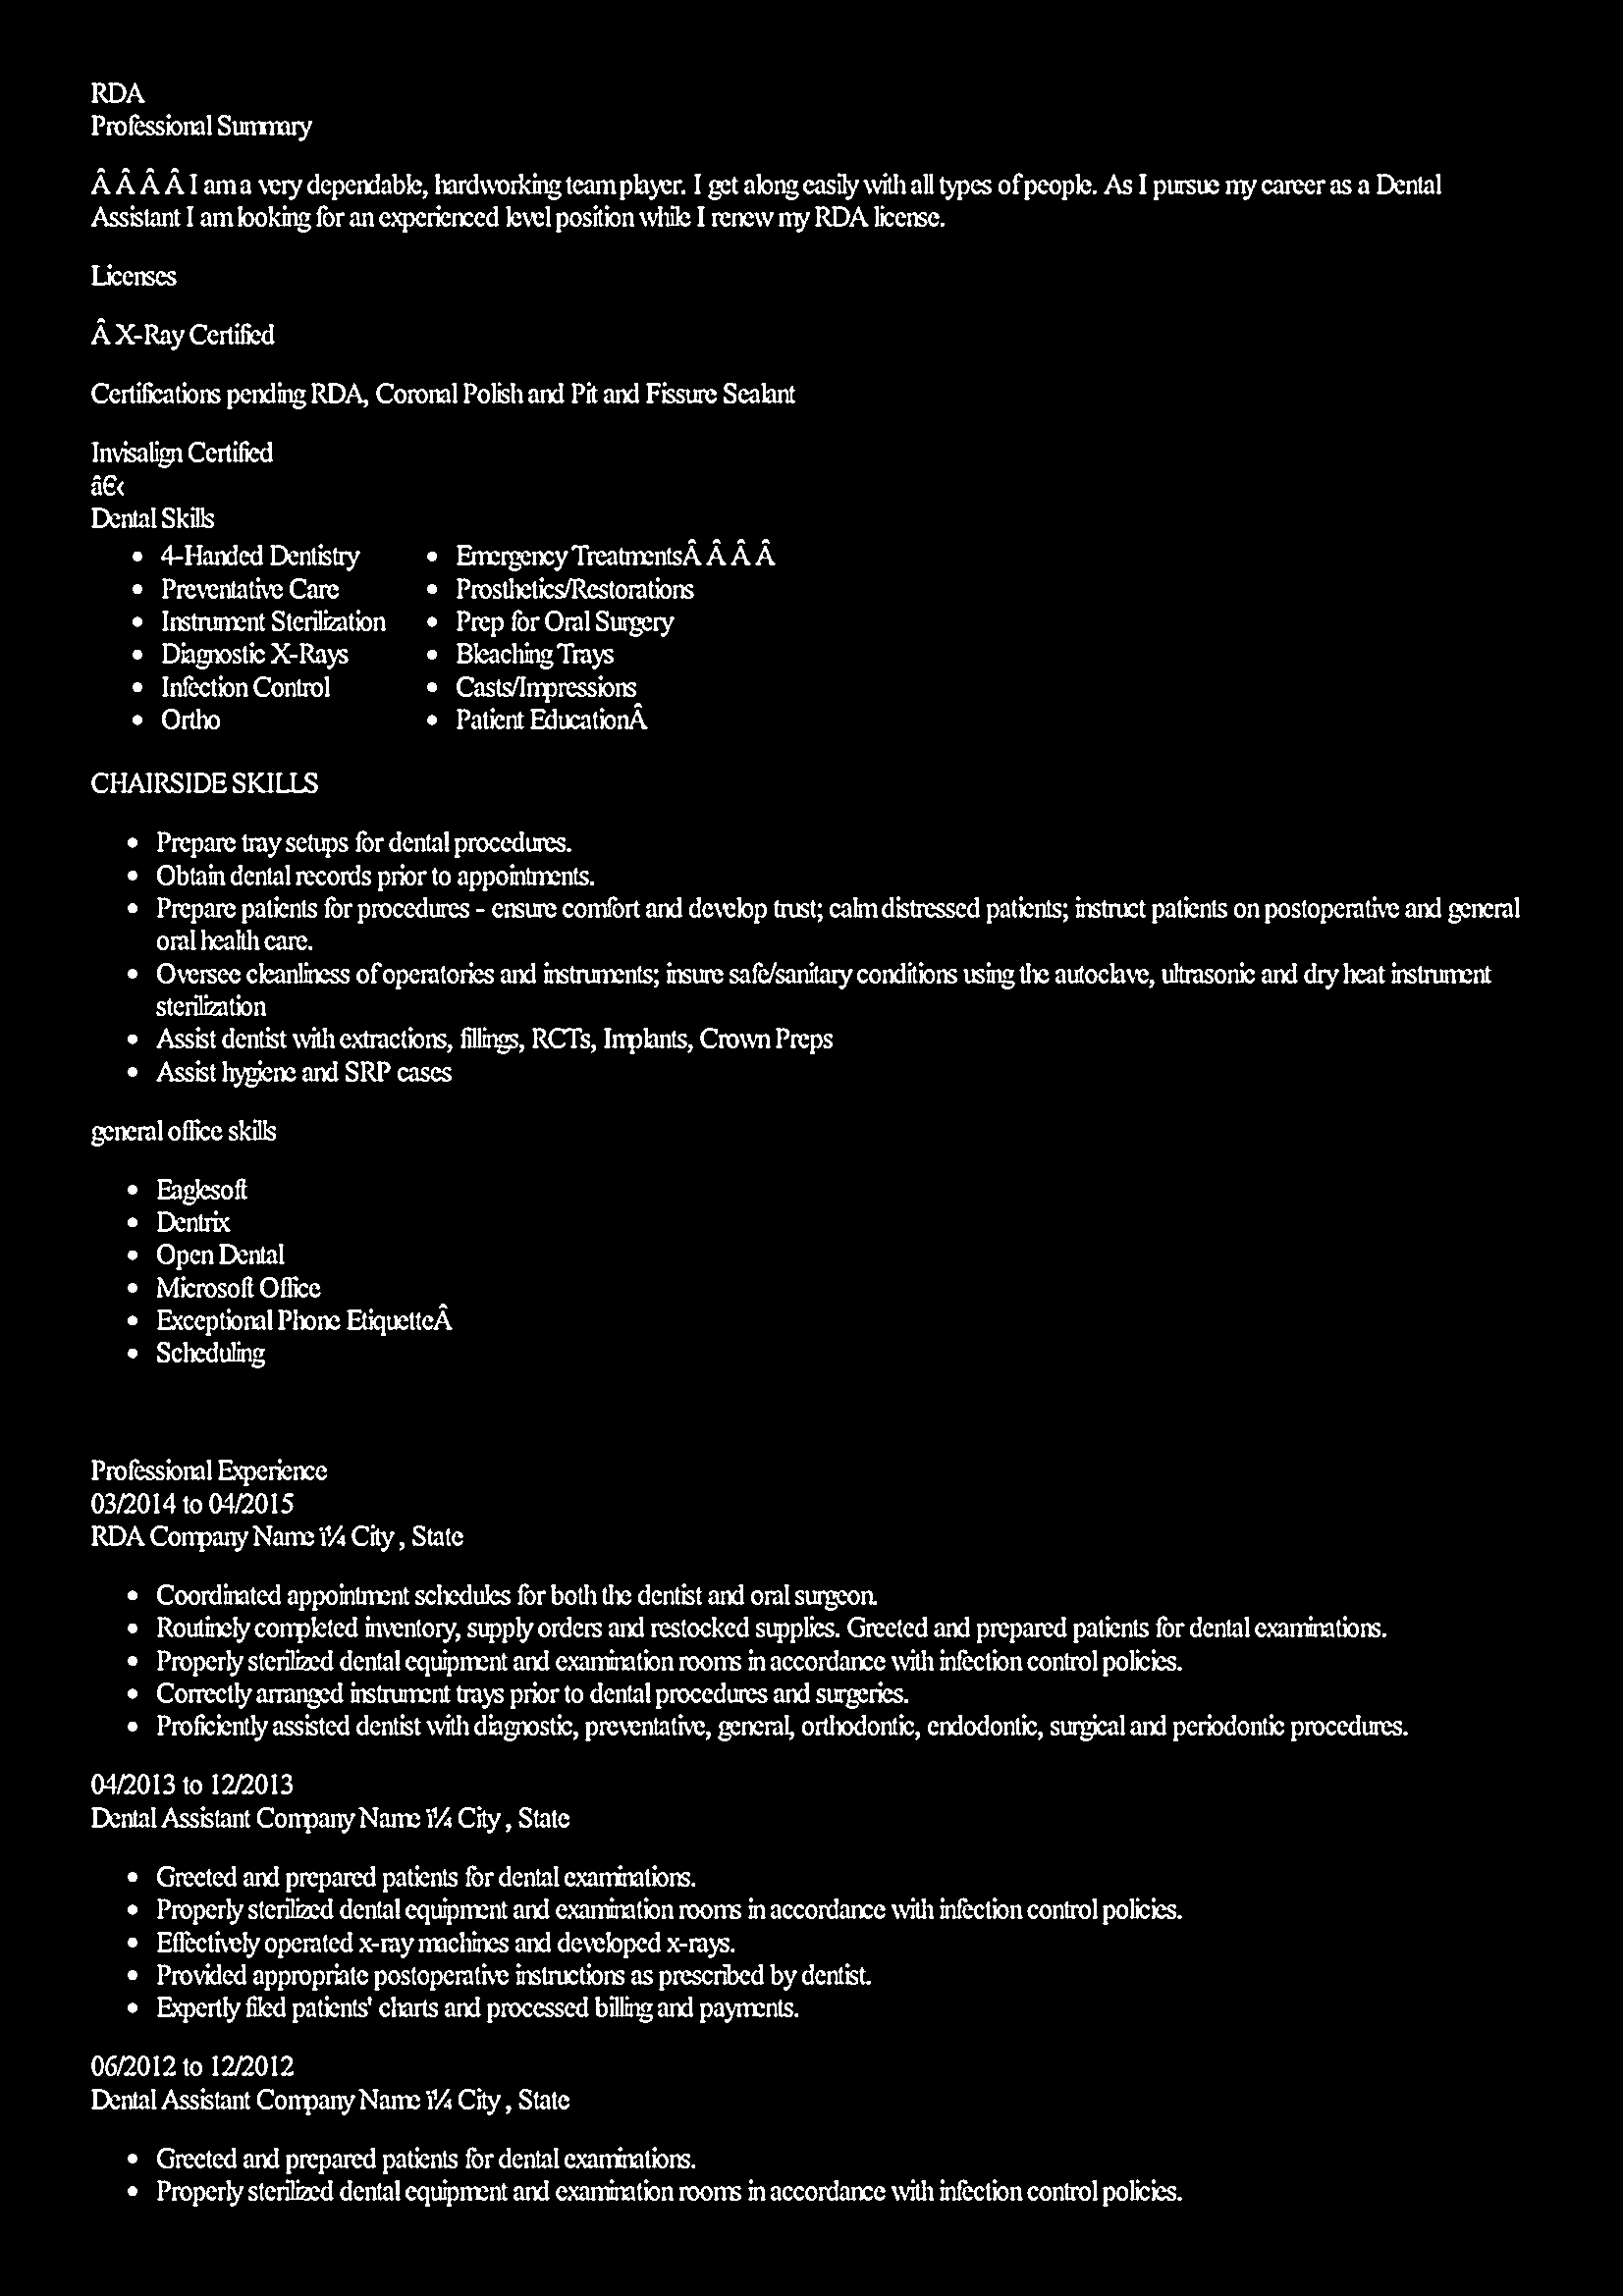 RDA
Professional Summary
Â Â Â Â I am a very dependable, hardworking team player. I get along easily with all types of people. As I pursue my career as a Dental
Assistant I am looking for an experienced level position while I renew my RDA license.
Licenses
Â X-Ray Certified
Certifications pending RDA, Coronal Polish and Pit and Fissure Sealant
Invisalign Certified
â€‹
Dental Skills
• 4-Handed Dentistry
• Preventative Care
• Instrument Sterilization
• Diagnostic X-Rays
• Infection Control
• Ortho
• Emergency TreatmentsÂ Â Â Â
• Prosthetics/Restorations
• Prep for Oral Surgery
• Bleaching Trays
• Casts/Impressions
• Patient EducationÂ
CHAIRSIDE SKILLS
• Prepare tray setups for dental procedures.
• Obtain dental records prior to appointments.
• Prepare patients for procedures - ensure comfort and develop trust; calm distressed patients; instruct patients on postoperative and general
oral health care.
• Oversee cleanliness of operatories and instruments; insure safe/sanitary conditions using the autoclave, ultrasonic and dry heat instrument
sterilization
• Assist dentist with extractions, fillings, RCTs, Implants, Crown Preps
• Assist hygiene and SRP cases
general office skills
• Eaglesoft
• Dentrix
• Open Dental
• Microsoft Office
• Exceptional Phone EtiquetteÂ
• Scheduling
Professional Experience
03/2014 to 04/2015
RDA Company Name ï¼ City , State
• Coordinated appointment schedules for both the dentist and oral surgeon.
• Routinely completed inventory, supply orders and restocked supplies. Greeted and prepared patients for dental examinations.
• Properly sterilized dental equipment and examination rooms in accordance with infection control policies.
• Correctly arranged instrument trays prior to dental procedures and surgeries.
• Proficiently assisted dentist with diagnostic, preventative, general, orthodontic, endodontic, surgical and periodontic procedures.
04/2013 to 12/2013
Dental Assistant Company Name ï¼ City , State
• Greeted and prepared patients for dental examinations.
• Properly sterilized dental equipment and examination rooms in accordance with infection control policies.
• Effectively operated x-ray machines and developed x-rays.
• Provided appropriate postoperative instructions as prescribed by dentist.
• Expertly filed patients' charts and processed billing and payments.
06/2012 to 12/2012
Dental Assistant Company Name ï¼ City , State
• Greeted and prepared patients for dental examinations.
• Properly sterilized dental equipment and examination rooms in accordance with infection control policies.